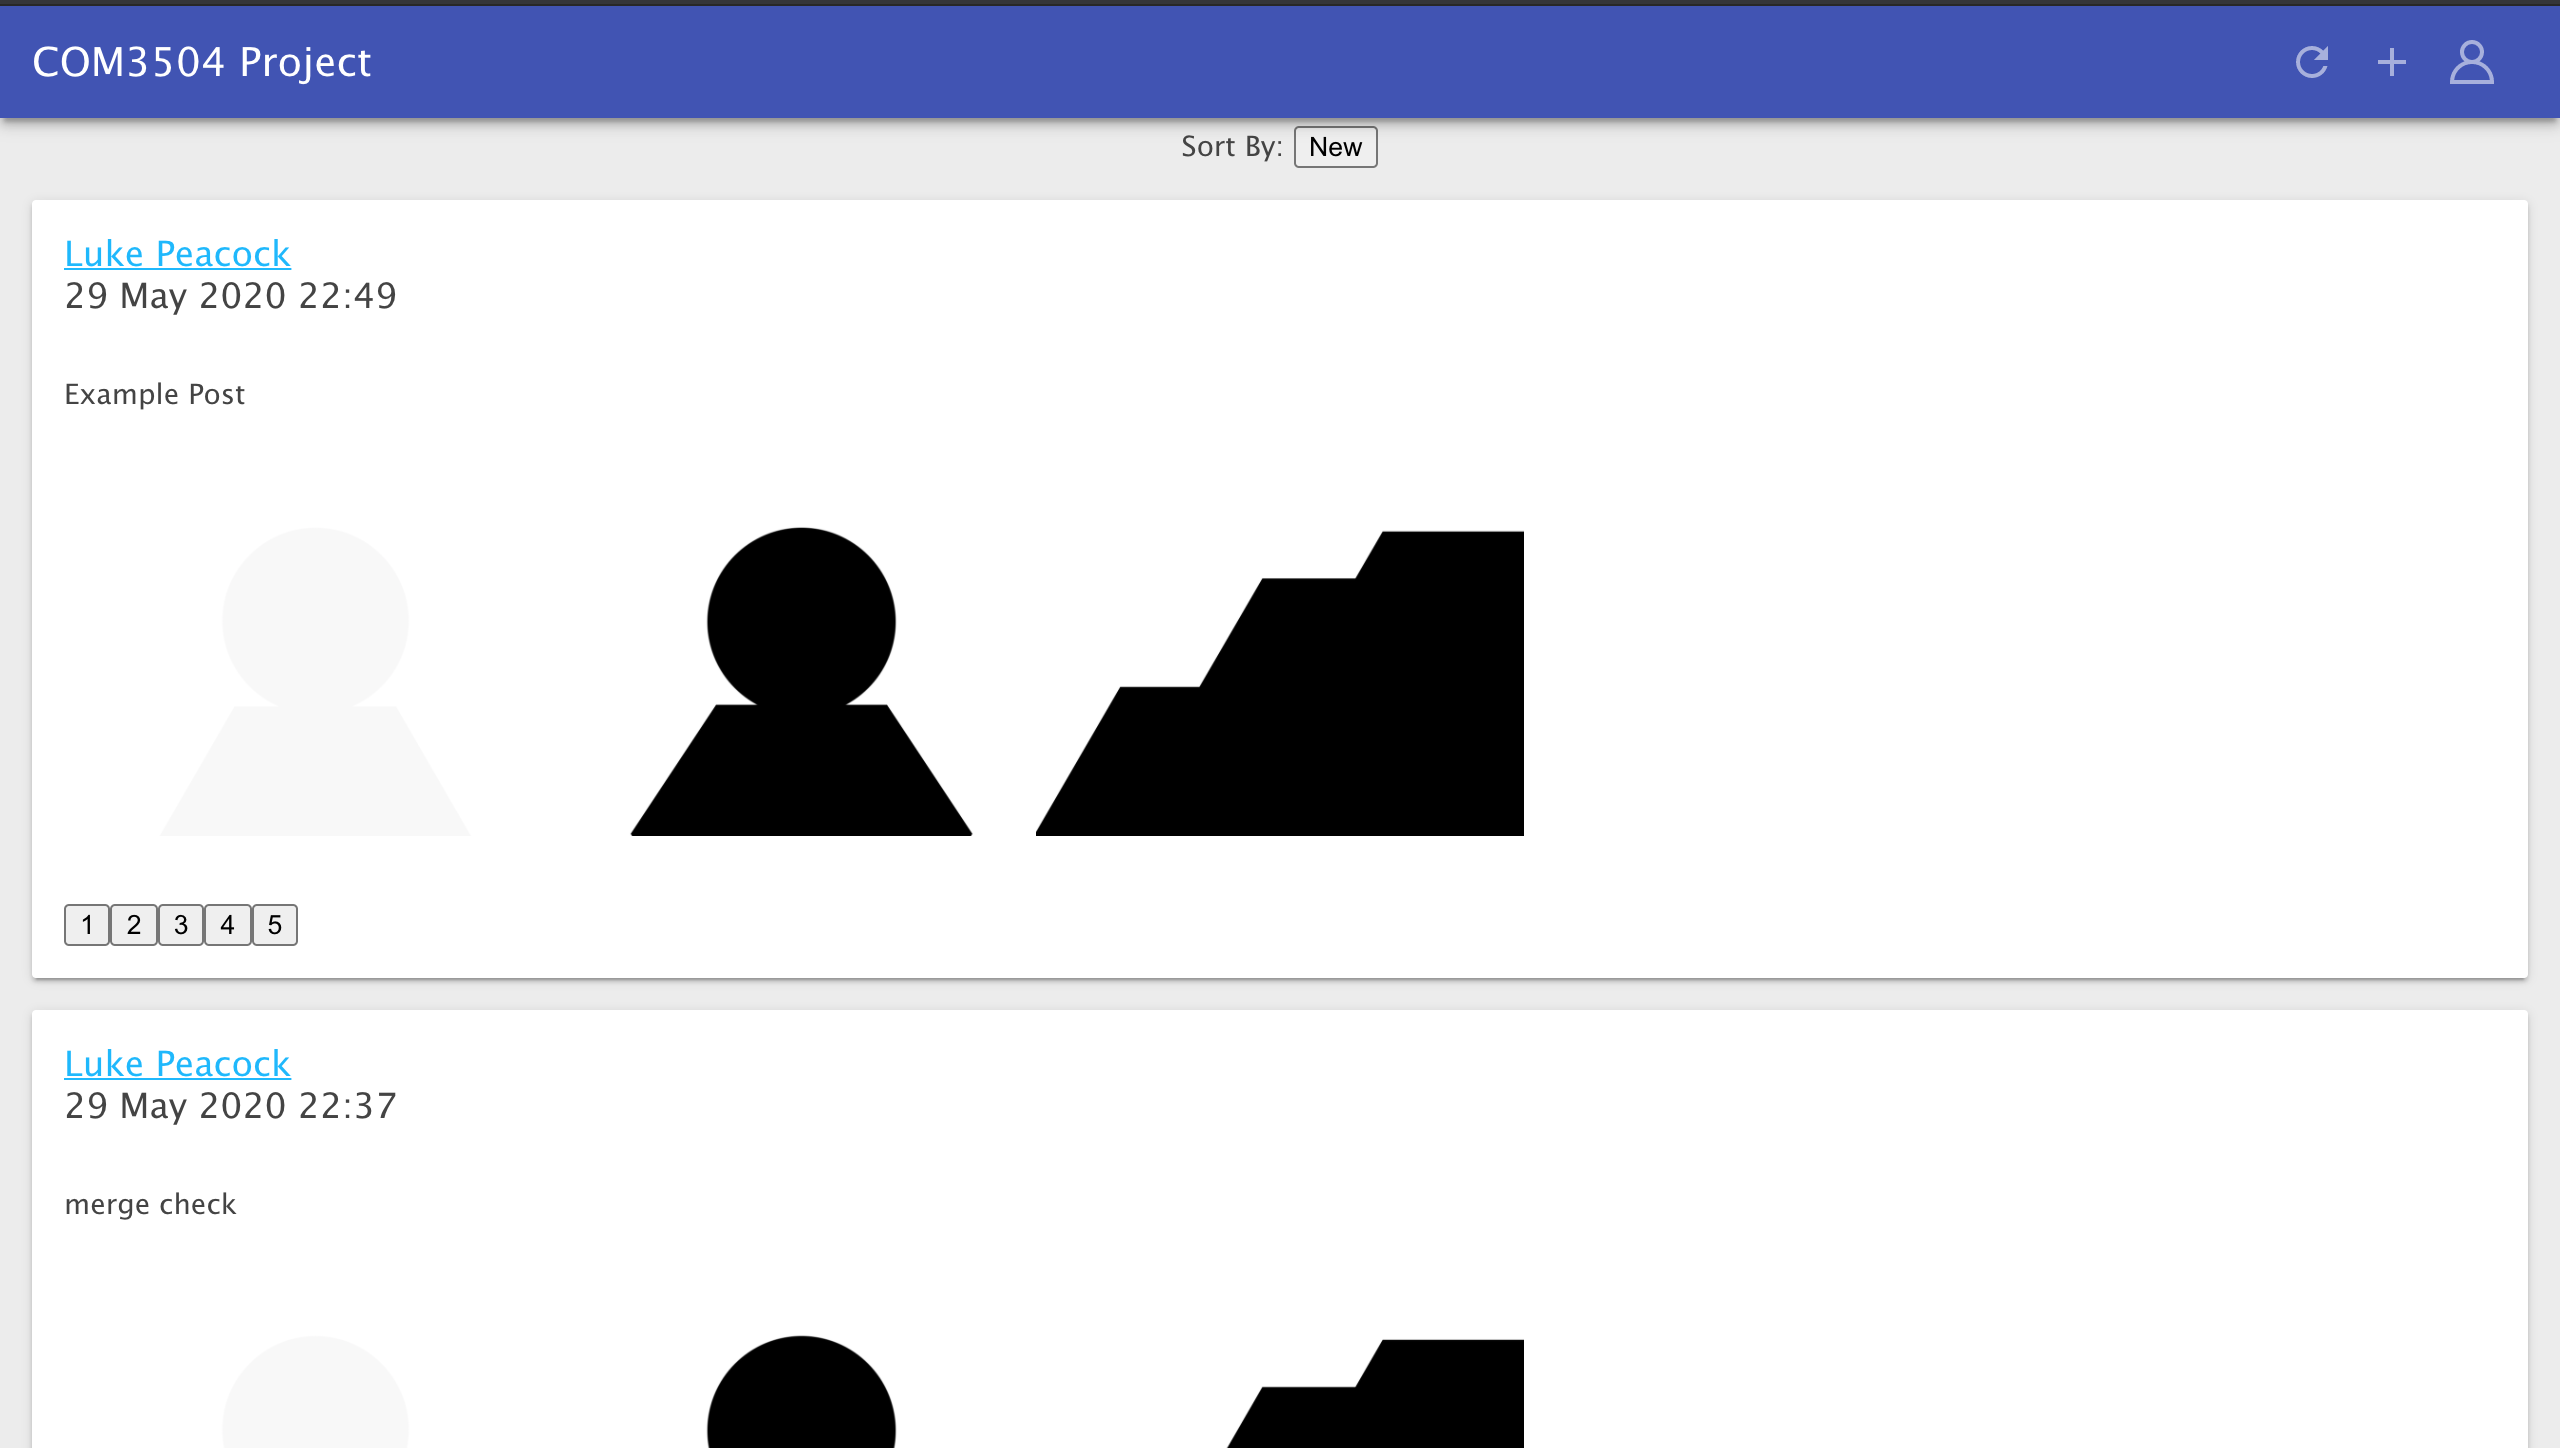 COM3504 Project
Sort By: New
Luke Peacock
29 May 2020 22:49
Example Post
1 2 3 4 5
Luke Peacock
29 May 2020 22:37
merge check